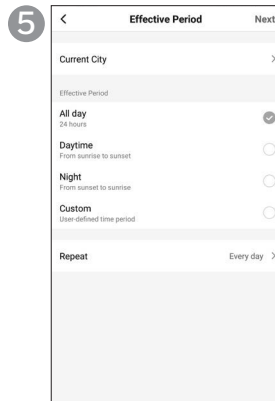 5
Effective Period Next
Current City
Effective Period
All day
24 hours
Daytime
From sunrise to sunset
Night
From sunset to sunrise
Custom
User-defined time period
Repeat Every day